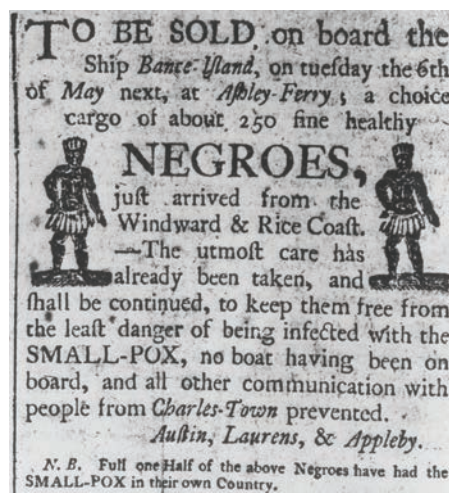 TO BE SOLD on board the
Ship Bance-Iſland, on tueſday the 6th
of May next, at Aſhley-Ferry; a choice
cargo of about 250 fine healthy
NEGROES,
juſt arrived from the
Windward & Rice Coaſt.
—The utmoſt care has
already been taken, and
ſhall be continued, to keep them free from
the leaſt danger of being infected with the
SMALL-POX, no boat having been on
board, and all other communication with
people from Charles-Town prevented.
Auſtin, Laurens, & Appleby.
N. B. Full one Half of the above Negroes have had the
SMALL-POX in their own Country.